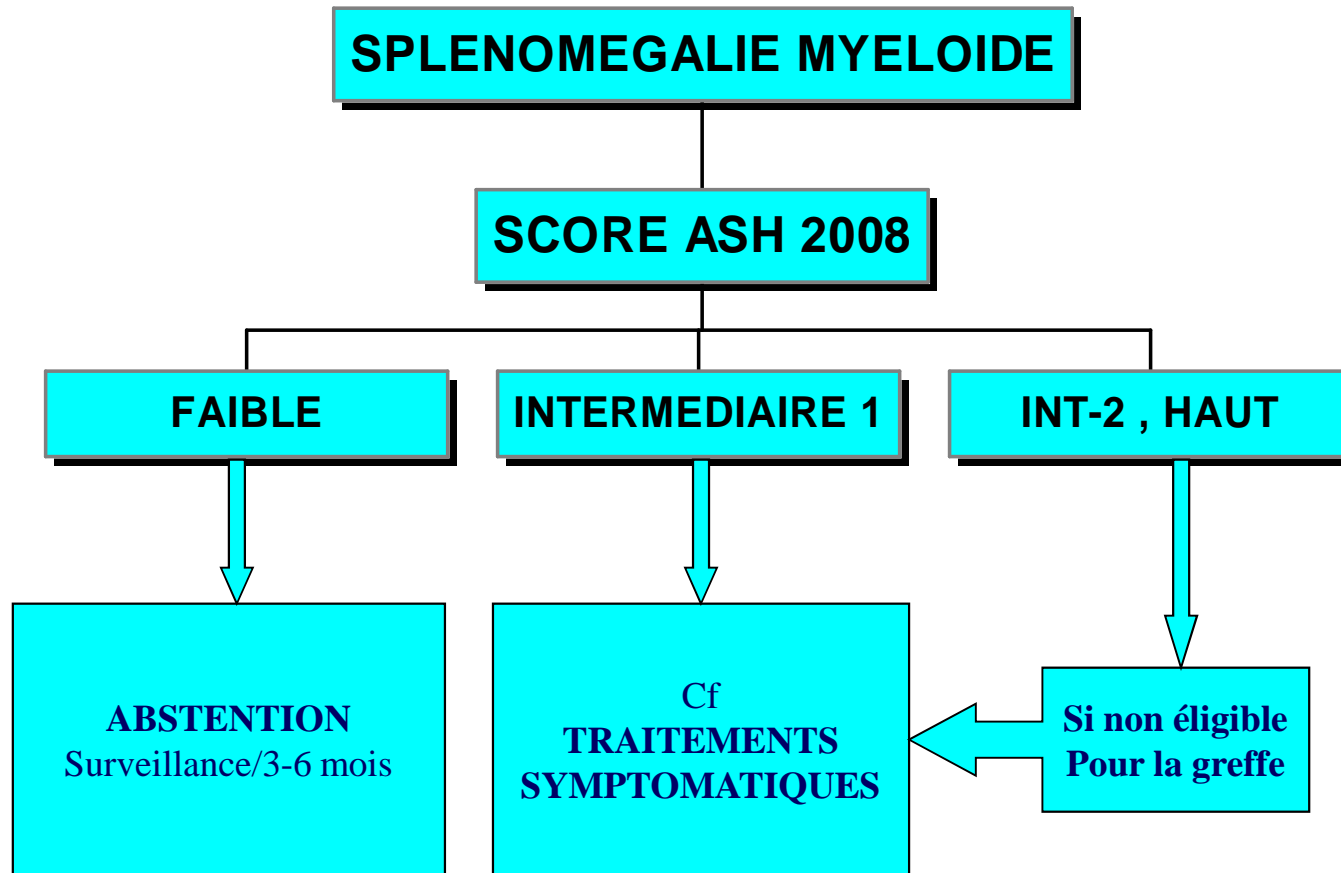 SPLENOMEGALIE MYELOIDE
SCORE ASH 2008
FAIBLE
INTERMEDIAIRE 1
INT-2 , HAUT
ABSTENTION
Surveillance/3-6 mois
Cf
TRAITEMENTS
SYMPTOMATIQUES
Si non éligible
Pour la greffe